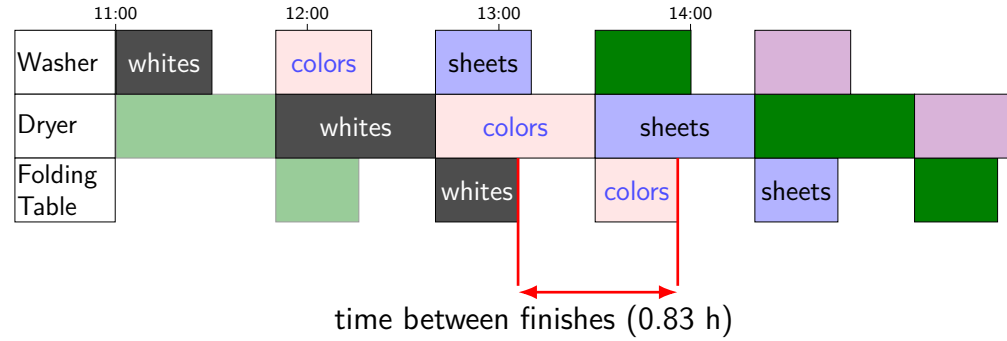 11:00 12:00 13:00 14:00
Washer whites colors sheets
Dryer whites colors sheets
Folding
Table whites colors sheets
time between finishes (0.83 h)